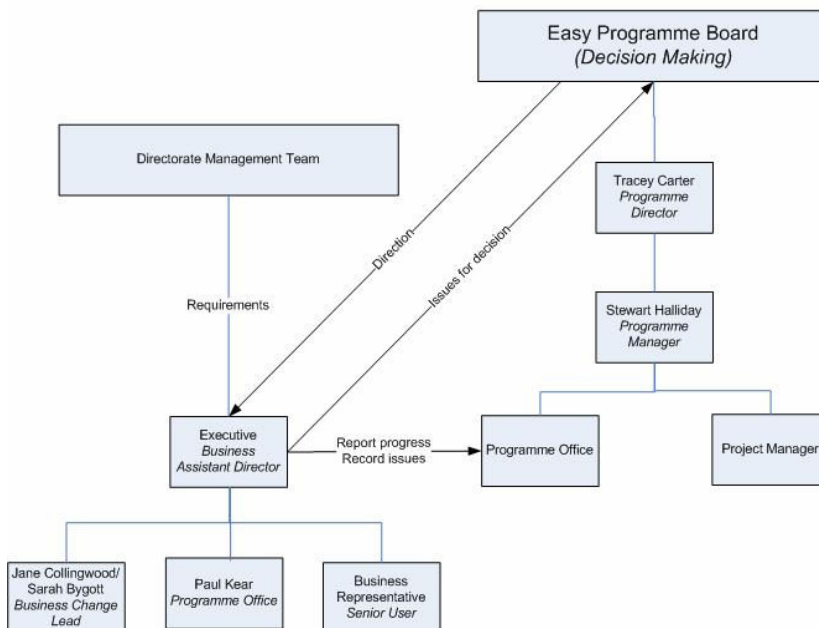 Easy Programme Board
(Decision Making)
Directorate Management Team
Tracey Carter
Programme
Director
Direction
Issues for decision
Requirements
Stewart Halliday
Programme
Manager
Executive
Business
Assistant Director
Report progress
Record issues
Programme Office
Project Manager
Jane Collingwood/
Sarah Bygott
Business Change
Lead
Paul Kear
Programme Office
Business
Representative
Senior User